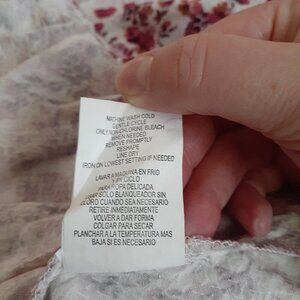 MACHINE WASH COLD
GENTLE CYCLE
ONLY NON-CHLORINE BLEACH
WHEN NEEDED
REMOVE PROMPTLY
RESHAPE
LINE DRY
IRON ON LOWEST SETTING IF NEEDED
LAVAR A MAQUINA EN FRIO
Y EN CICLO
PARA ROPA DELICADA
USAR SOLO BLANQUEADOR SIN
CLORO CUANDO SEA NECESARIO
RETIRE INMEDIATAMENTE
VOLVER A DAR FORMA
COLGAR PARA SECAR
PLANCHAR A LA TEMPERATURA MAS
BAJA SI ES NECESARIO